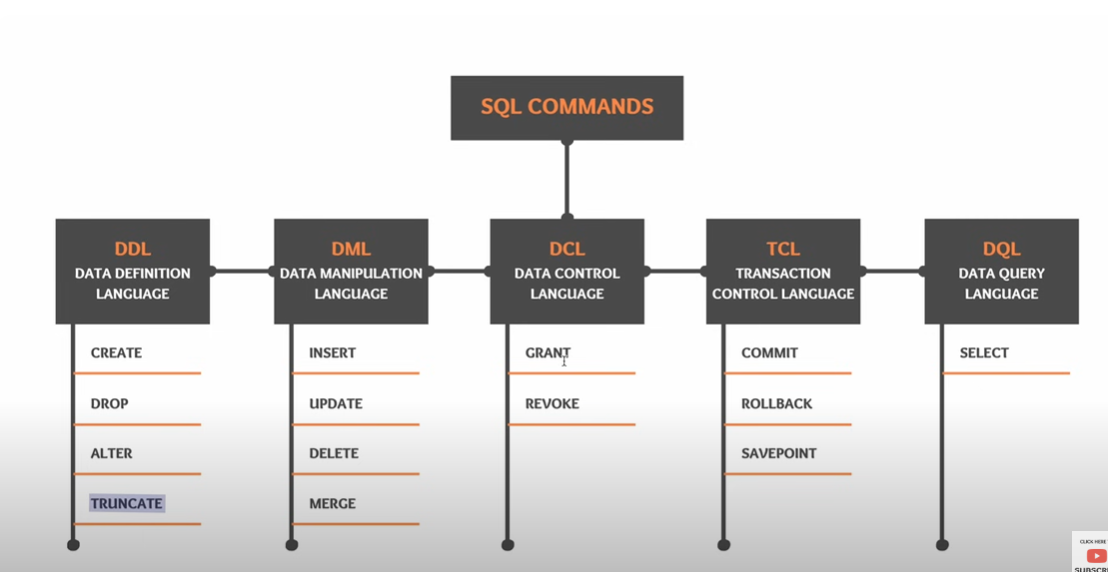 SQL COMMANDS
DDL
DATA DEFINITION
LANGUAGE
CREATE
DROP
ALTER
TRUNCATE
DML
DATA MANIPULATION
LANGUAGE
INSERT
UPDATE
DELETE
MERGE
DCL
DATA CONTROL
LANGUAGE
GRANT
REVOKE
TCL
TRANSACTION
CONTROL LANGUAGE
COMMIT
ROLLBACK
SAVEPOINT
DQL
DATA QUERY
LANGUAGE
SELECT
CLICK HERE